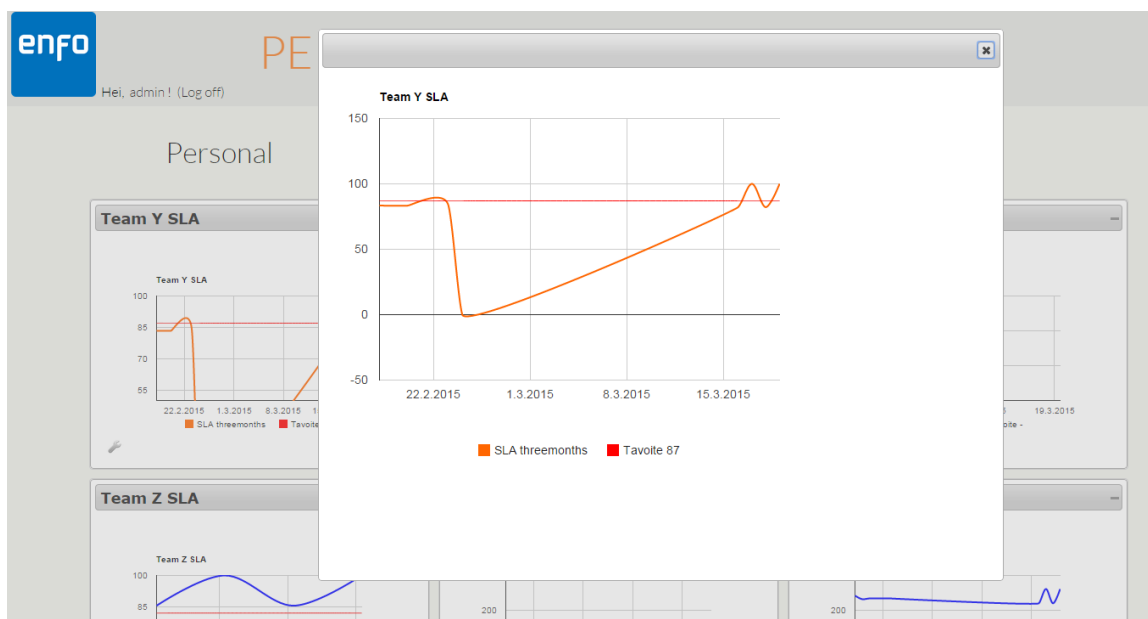 enfo
PE
Hei, admin ! (Log off)
Personal
Team Y SLA
150
100
50
0
-50
22.2.2015 1.3.2015 8.3.2015 15.3.2015
SLA threemonths Tavoite 87
Team Y SLA
Team Y SLA
100
85
70
55
22.2.2015 1.3.2015 8.3.2015 1
SLA threemonths Tavoite
19.3.2015
oite -
Team Z SLA
Team Z SLA
100
85
200
200